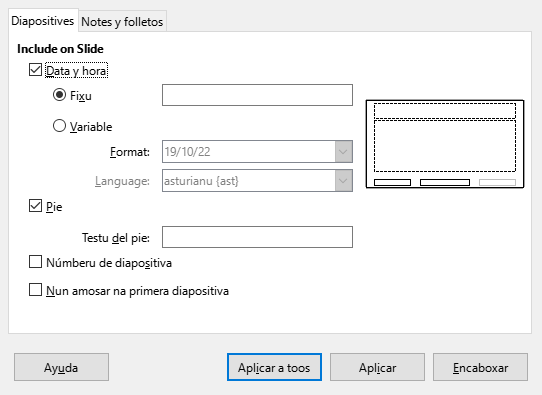 Diapositives Notes y folletos
Include on Slide
Data y hora
Fixu
Variable
Format: 19/10/22
Language: asturianu {ast}
Pie
Testu del pie:
Númberu de diapositiva
Nun amosar na primera diapositiva
Ayuda Aplicar a toos Aplicar Encaboxar